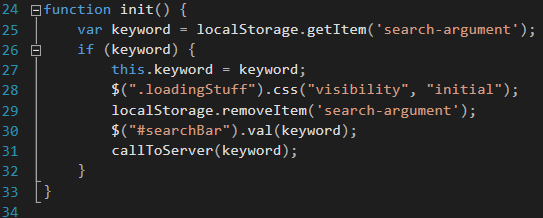 24 function init() {
25     var keyword = localStorage.getItem('search-argument');
26     if (keyword) {
27         this.keyword = keyword;
28         $(".loadingStuff").css("visibility", "initial");
29         localStorage.removeItem('search-argument');
30         $("#searchBar").val(keyword);
31         callToServer(keyword);
32     }
33 }
34